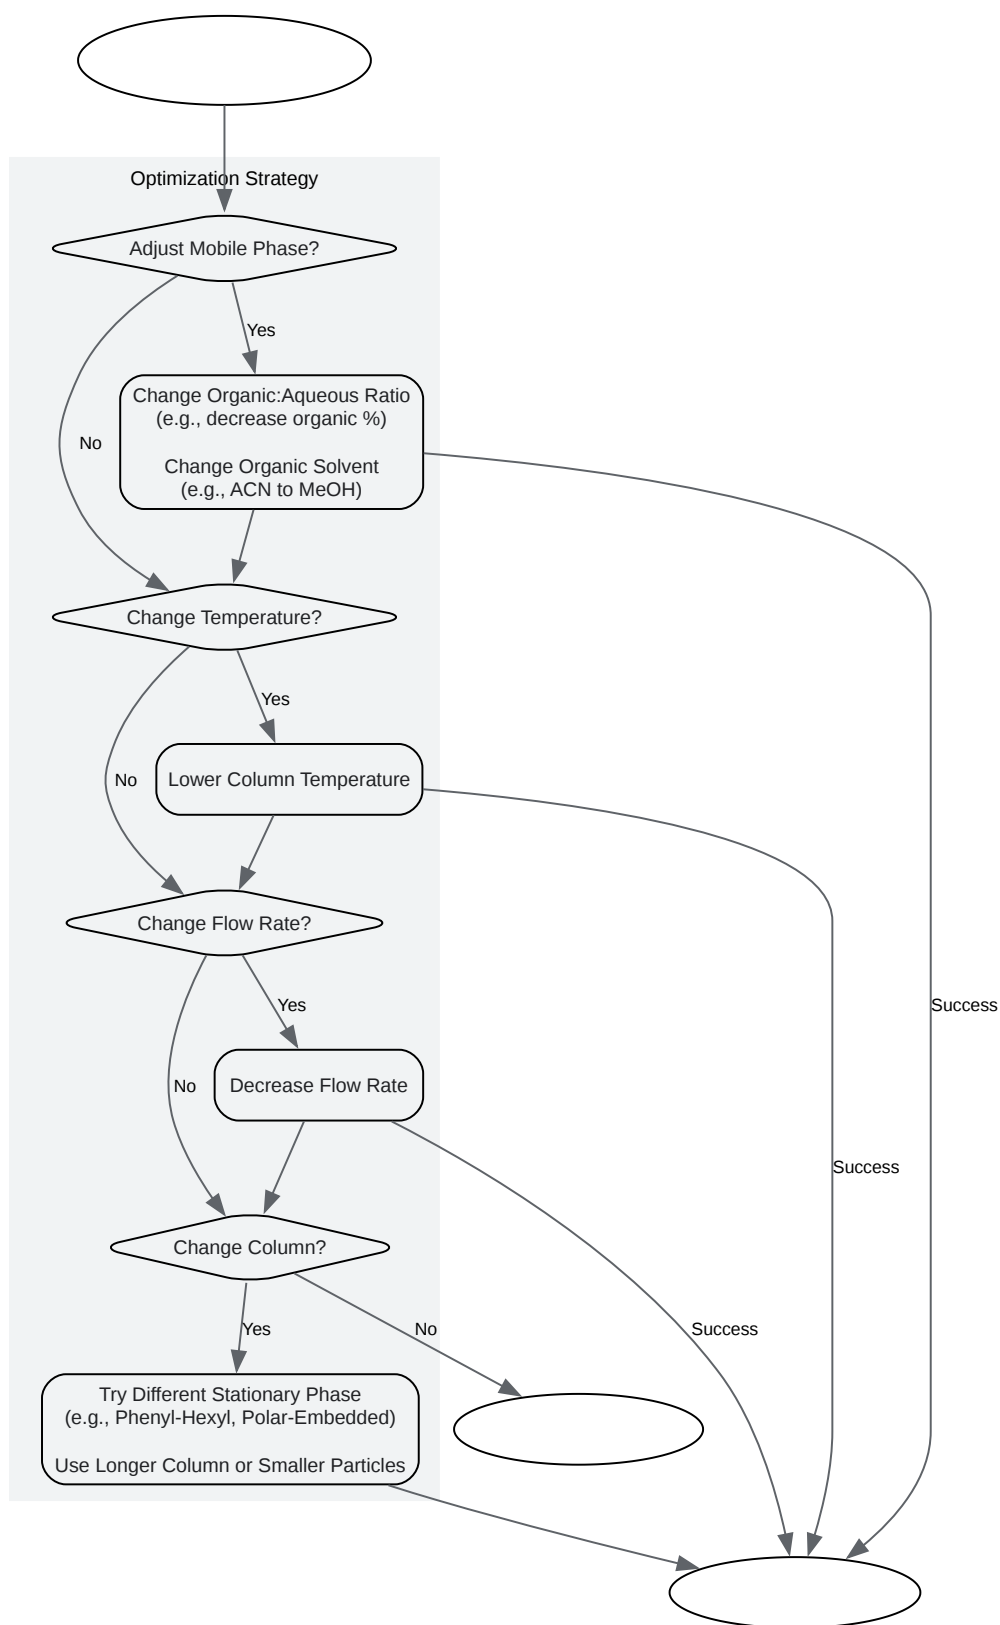 Optimization Strategy
Adjust Mobile Phase?
Yes
Change Organic:Aqueous Ratio
(e.g., decrease organic %)
Change Organic Solvent
(e.g., ACN to MeOH)
No
Change Temperature?
Yes
Lower Column Temperature
No
Change Flow Rate?
Yes
Success
Decrease Flow Rate
No
Success
Change Column?
Yes
No
Success
Try Different Stationary Phase
(e.g., Phenyl-Hexyl, Polar-Embedded)
Use Longer Column or Smaller Particles